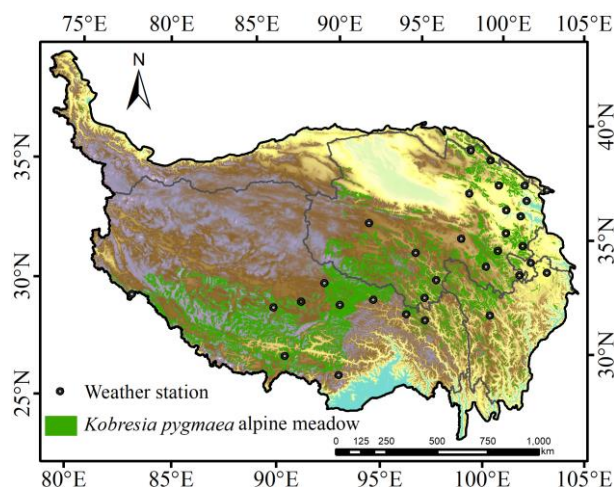 75°E 80°E 85°E 90°E 95°E 100°E 105°E
N
40°N
35°N
35°N
30°N
30°N
25°N
Weather station
Kobresia pygmaea alpine meadow
0 125 250 500 750 1,000
km
80°E 85°E 90°E 95°E 100°E 105°E